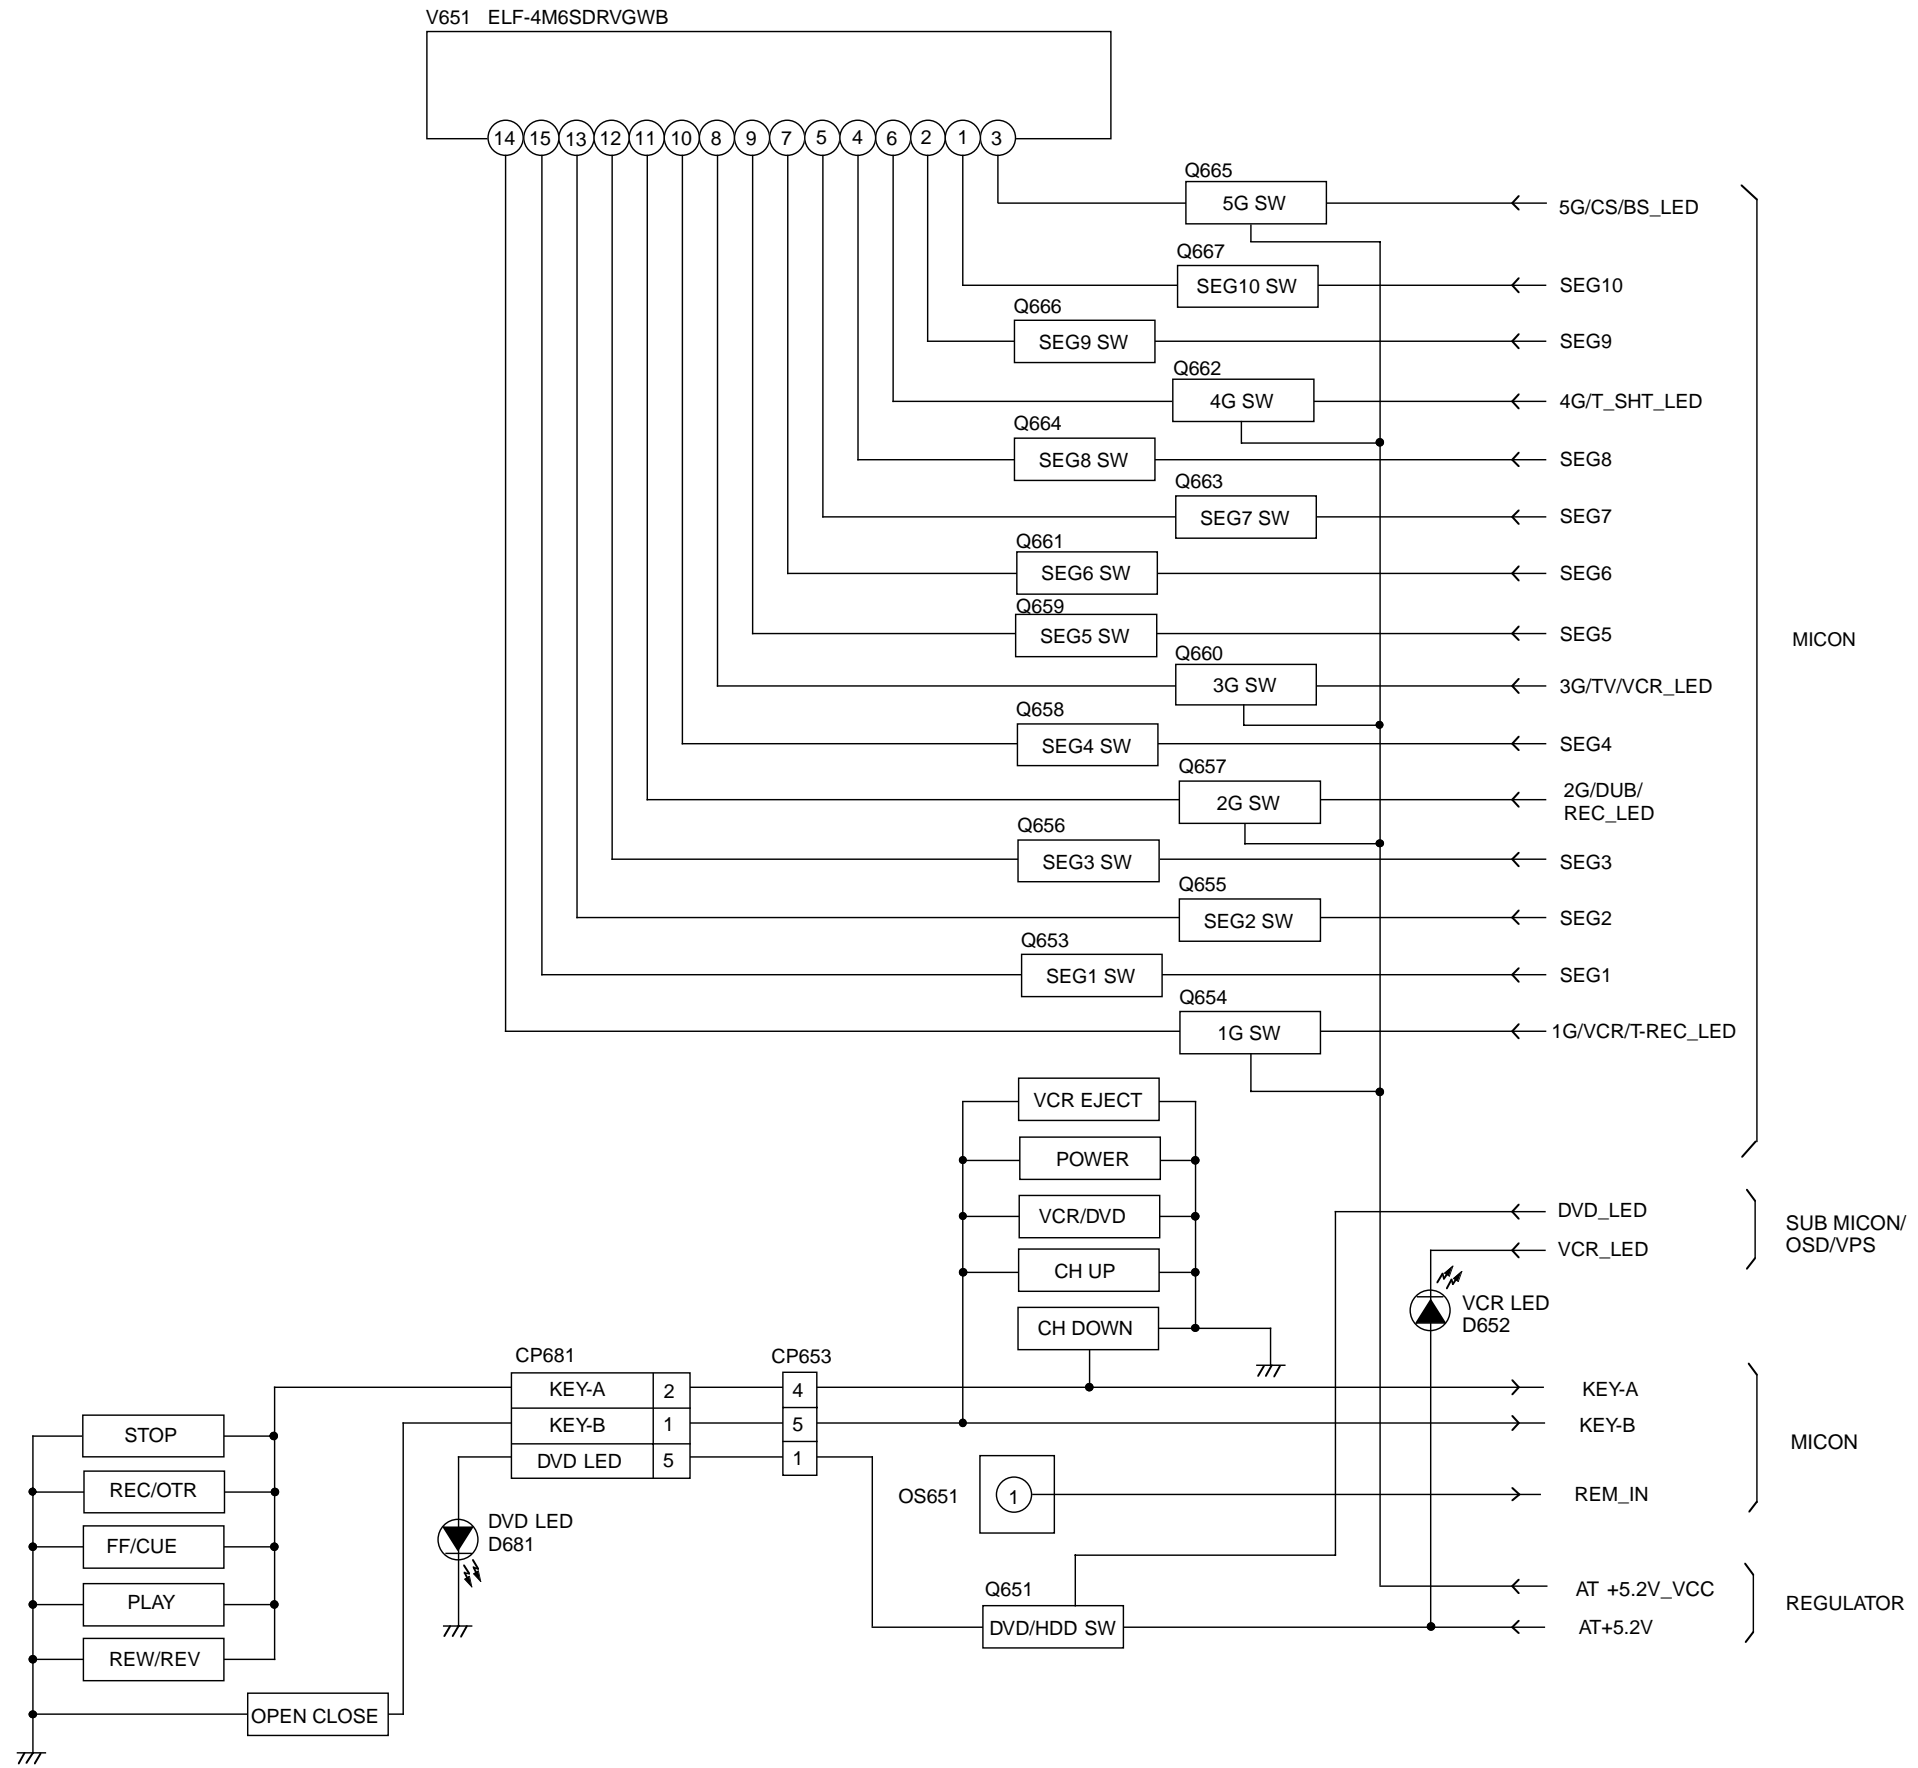 V651 ELF-4M6SDRVGWB
14 15 13 12 11 10 8 9 7 5 4 6 2 1 3
Q665
5G SW
5G/CS/BS_LED
Q667
SEG10 SW
SEG10
Q666
SEG9 SW
SEG9
Q662
4G SW
4G/T_SHT_LED
Q664
SEG8 SW
SEG8
Q663
SEG7 SW
SEG7
Q661
SEG6 SW
SEG6
Q659
SEG5 SW
SEG5
MICON
Q660
3G SW
3G/TV/VCR_LED
Q658
SEG4 SW
SEG4
Q657
2G SW
2G/DUB/
REC_LED
Q656
SEG3 SW
SEG3
Q655
SEG2 SW
SEG2
Q653
SEG1 SW
SEG1
Q654
1G SW
1G/VCR/T-REC_LED
VCR EJECT
POWER
VCR/DVD
CH UP
CH DOWN
DVD_LED
VCR_LED
SUB MICON/
OSD/VPS
VCR LED
D652
CP681
CP653
KEY-A 2 4
KEY-A
KEY-B 1 5
KEY-B
DVD LED 5 1
MICON
STOP
REC/OTR
FF/CUE
PLAY
REW/REV
OPEN CLOSE
DVD LED
D681
OS651
1
REM_IN
Q651
DVD/HDD SW
AT +5.2V_VCC
AT+5.2V
REGULATOR